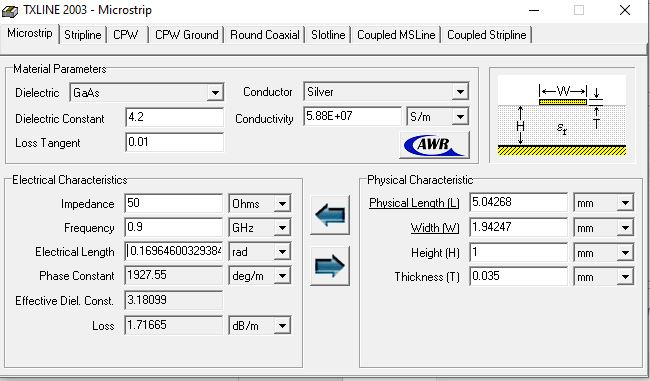 TXLINE 2003 - Microstrip
Microstrip Stripline CPW CPW Ground Round Coaxial Slotline Coupled MSLine Coupled Stripline
Material Parameters
Dielectric GaAs Conductor Silver
Dielectric Constant 4.2 Conductivity 5.88E+07 S/m
Loss Tangent 0.01
AWR
W
H
εr
T
Electrical Characteristics
Impedance 50 Ohms
Frequency 0.9 GHz
Electrical Length 0.16964600329384 rad
Phase Constant 1927.55 deg/m
Effective Diel. Const. 3.18099
Loss 1.71665 dB/m
Physical Characteristic
Physical Length (L) 5.04268 mm
Width (W) 1.94247 mm
Height (H) 1 mm
Thickness (T) 0.035 mm